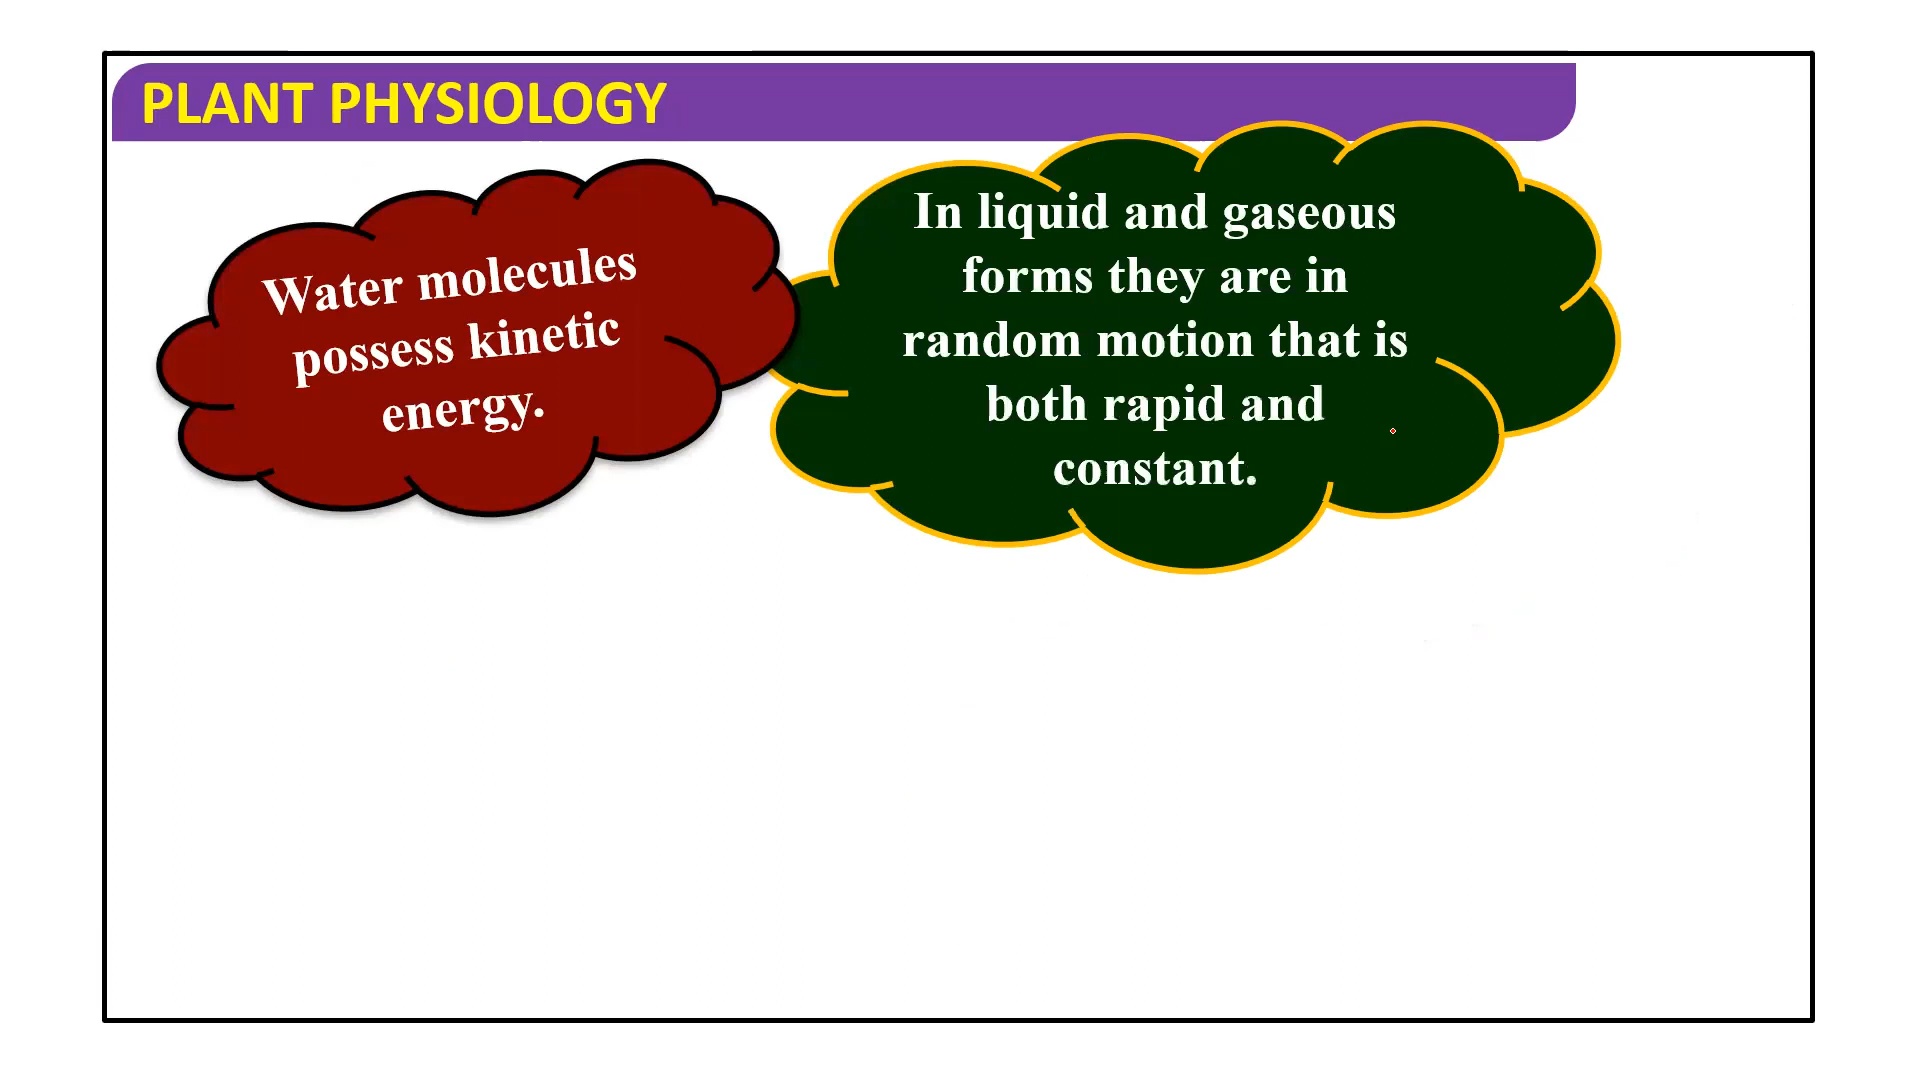 PLANT PHYSIOLOGY
Water molecules
possess kinetic
energy.
In liquid and gaseous
forms they are in
random motion that is
both rapid and
constant.